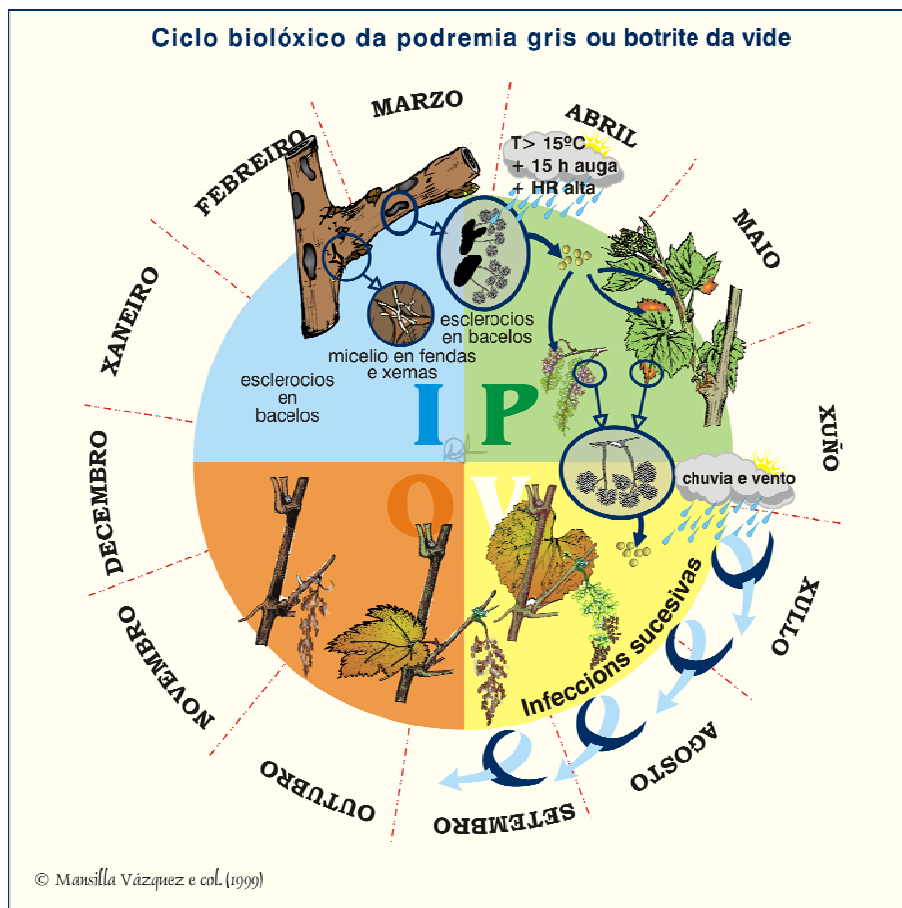 Ciclo biolóxico da podremia gris ou botrite da vide
MARZO
ABRIL
FEBREIRO
T> 15ºC
+ 15 h auga
+ HR alta
MAIO
XANEIRO
esclerocios
en bacelos
micelio en fendas
e xemas
esclerocios
en
bacelos
I P
XUÑO
DECEMBRO
chuvia e vento
O V
XULLO
Infeccions sucesivas
NOVEMBRO
AGOSTO
OUTUBRO
SETEMBRO
© Mansilla Vázquez e col. (1999)